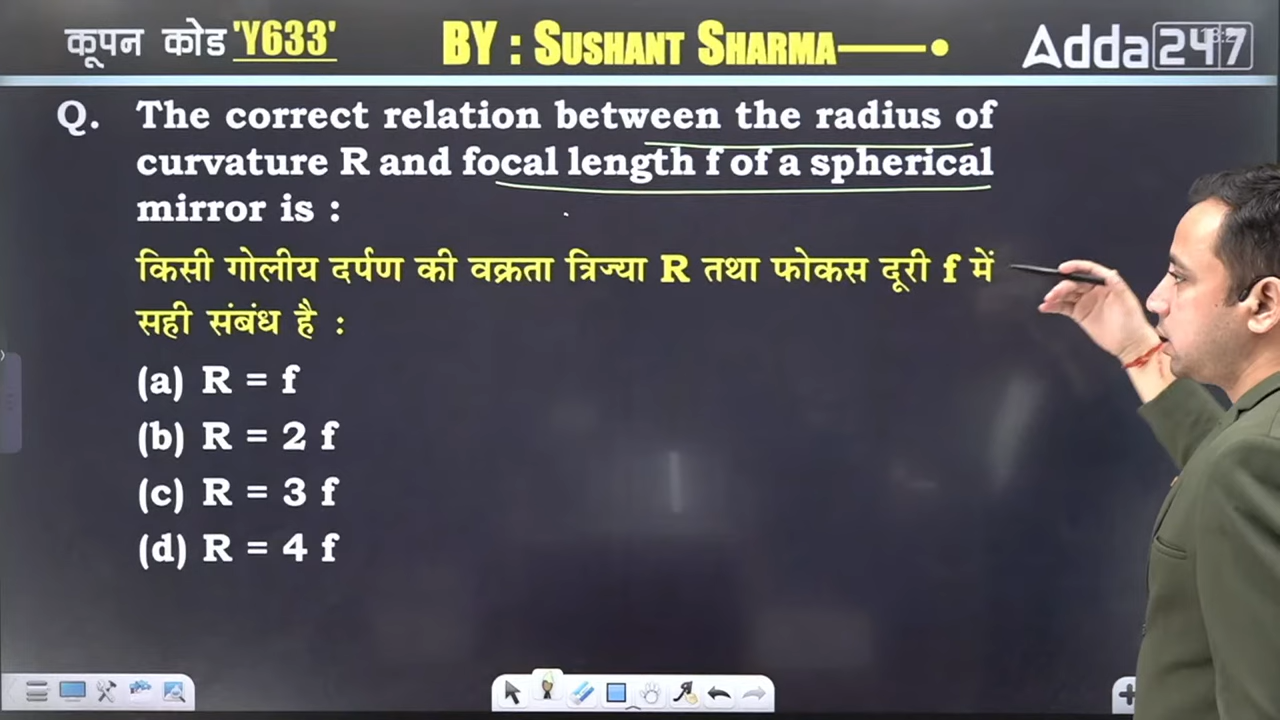 कूपन कोड 'Y633'
BY : SUSHANT SHARMA
Adda247
Q. The correct relation between the radius of
curvature R and focal length f of a spherical
mirror is :
किसी गोलीय दर्पण की वक्रता त्रिज्या R तथा फोकस दूरी f में
सही संबंध है :
(a) R = f
(b) R = 2 f
(c) R = 3 f
(d) R = 4 f